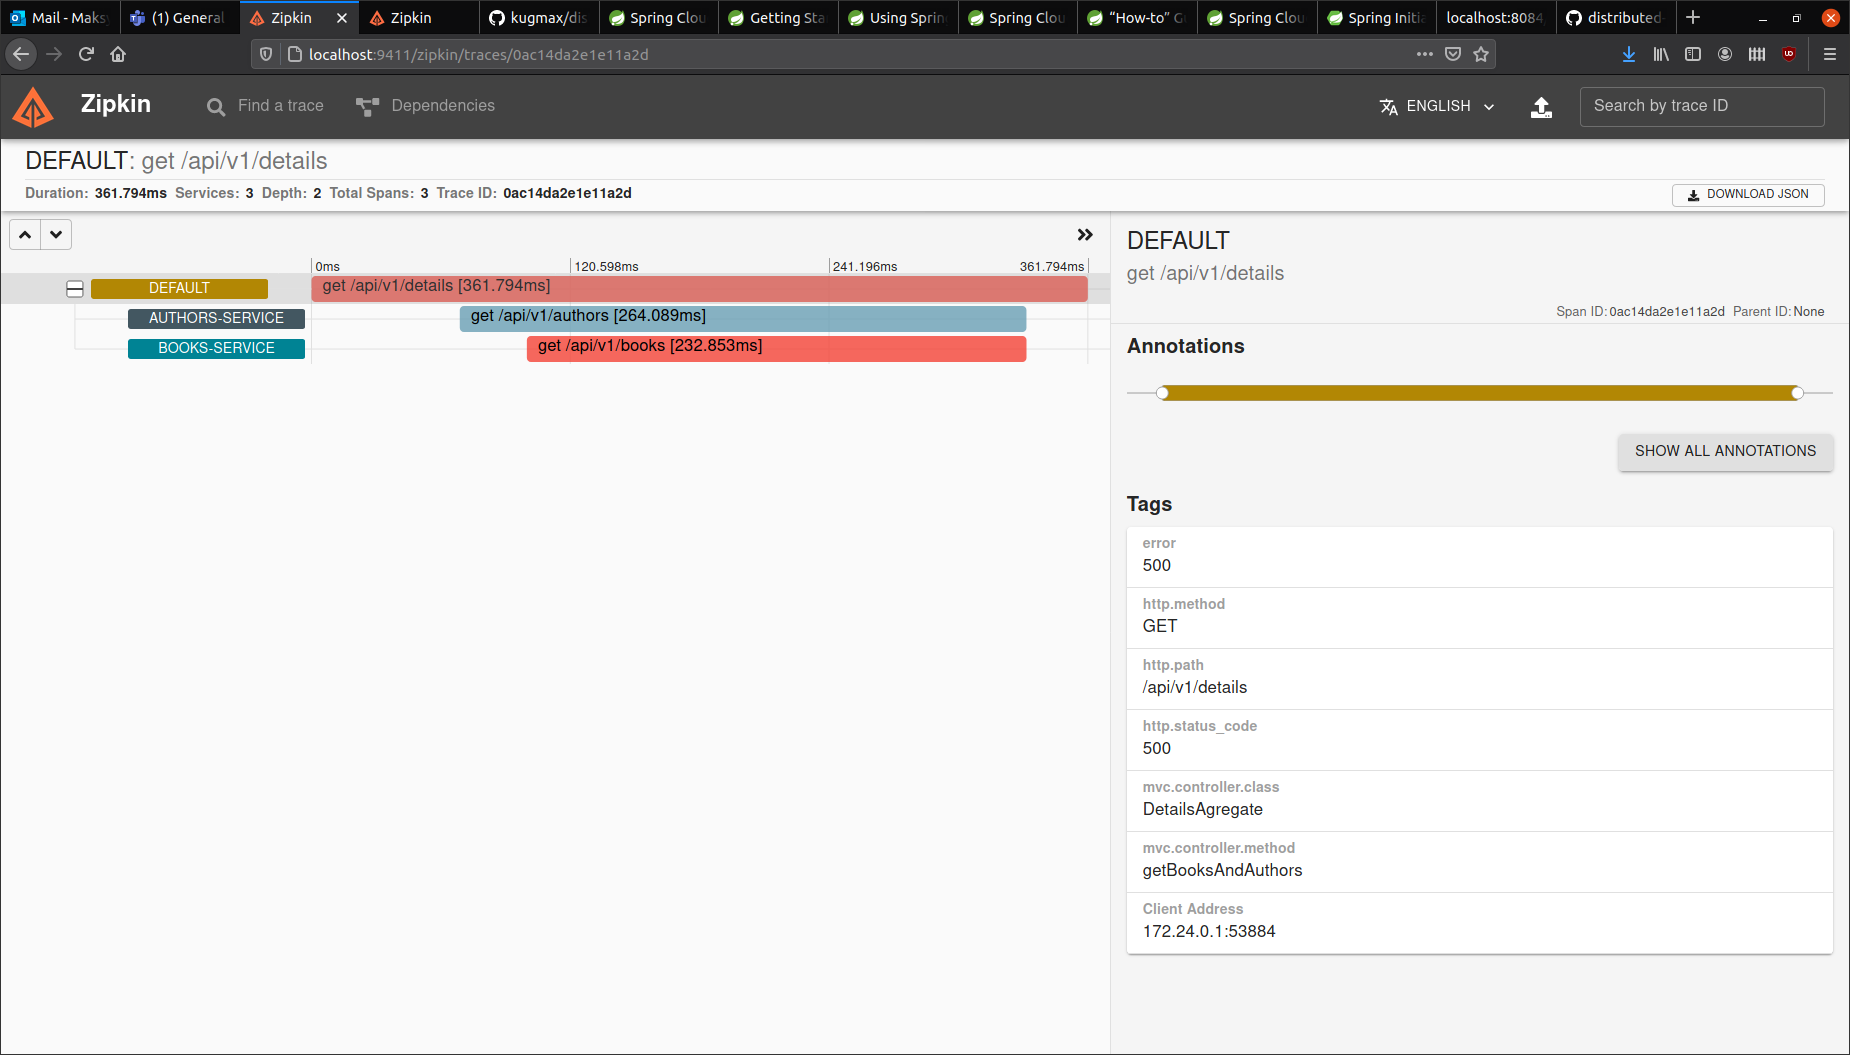 Mail - Maks
(1) General
Zipkin
Zipkin
kugmax/dis
Spring Clou
Getting Sta
Using Sprin
Spring Clou
“How-to” G
Spring Clou
Spring Initia
localhost:8084
distributed-
localhost:9411/zipkin/traces/0ac14da2e1e11a2d
Zipkin
Find a trace
Dependencies
ENGLISH
Search by trace ID
DEFAULT: get /api/v1/details
Duration: 361.794ms Services: 3 Depth: 2 Total Spans: 3 Trace ID: 0ac14da2e1e11a2d
DOWNLOAD JSON
0ms 120.598ms 241.196ms 361.794ms
DEFAULT get /api/v1/details [361.794ms]
AUTHORS-SERVICE get /api/v1/authors [264.089ms]
BOOKS-SERVICE get /api/v1/books [232.853ms]
DEFAULT
get /api/v1/details
Span ID: 0ac14da2e1e11a2d Parent ID: None
Annotations
SHOW ALL ANNOTATIONS
Tags
error
500
http.method
GET
http.path
/api/v1/details
http.status_code
500
mvc.controller.class
DetailsAgregate
mvc.controller.method
getBooksAndAuthors
Client Address
172.24.0.1:53884